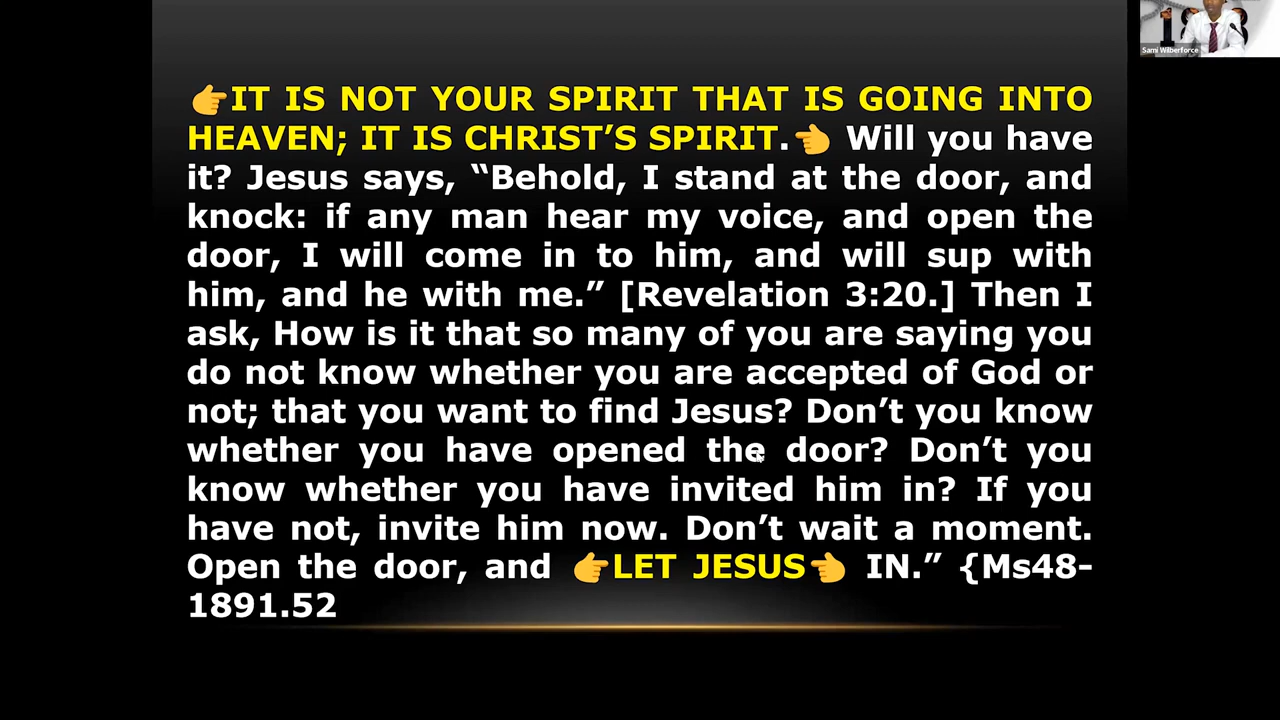 👉IT IS NOT YOUR SPIRIT THAT IS GOING INTO
HEAVEN; IT IS CHRIST’S SPIRIT.👈 Will you have
it? Jesus says, “Behold, I stand at the door, and
knock: if any man hear my voice, and open the
door, I will come in to him, and will sup with
him, and he with me.” [Revelation 3:20.] Then I
ask, How is it that so many of you are saying you
do not know whether you are accepted of God or
not; that you want to find Jesus? Don’t you know
whether you have opened the door? Don’t you
know whether you have invited him in? If you
have not, invite him now. Don’t wait a moment.
Open the door, and 👉LET JESUS👈 IN.” {Ms48-
1891.52
Sami Wilberforce